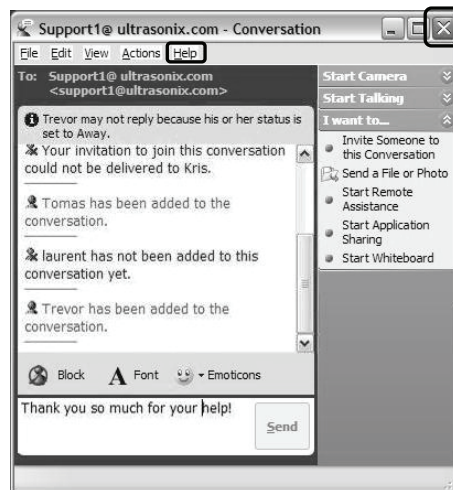 Support1@ ultrasonix.com - Conversation
File Edit View Actions Help
To: Support1@ ultrasonix.com
<support1@ultrasonix.com>
Trevor may not reply because his or her status is
set to Away.
Your invitation to join this conversation
could not be delivered to Kris.
Tomas has been added to the
conversation.
laurent has not been added to this
conversation yet.
Trevor has been added to the
conversation.
Block A Font Emoticons
Thank you so much for your help!
Send
Start Camera
Start Talking
I want to...
Invite Someone to
this Conversation
Send a File or Photo
Start Remote
Assistance
Start Application
Sharing
Start Whiteboard